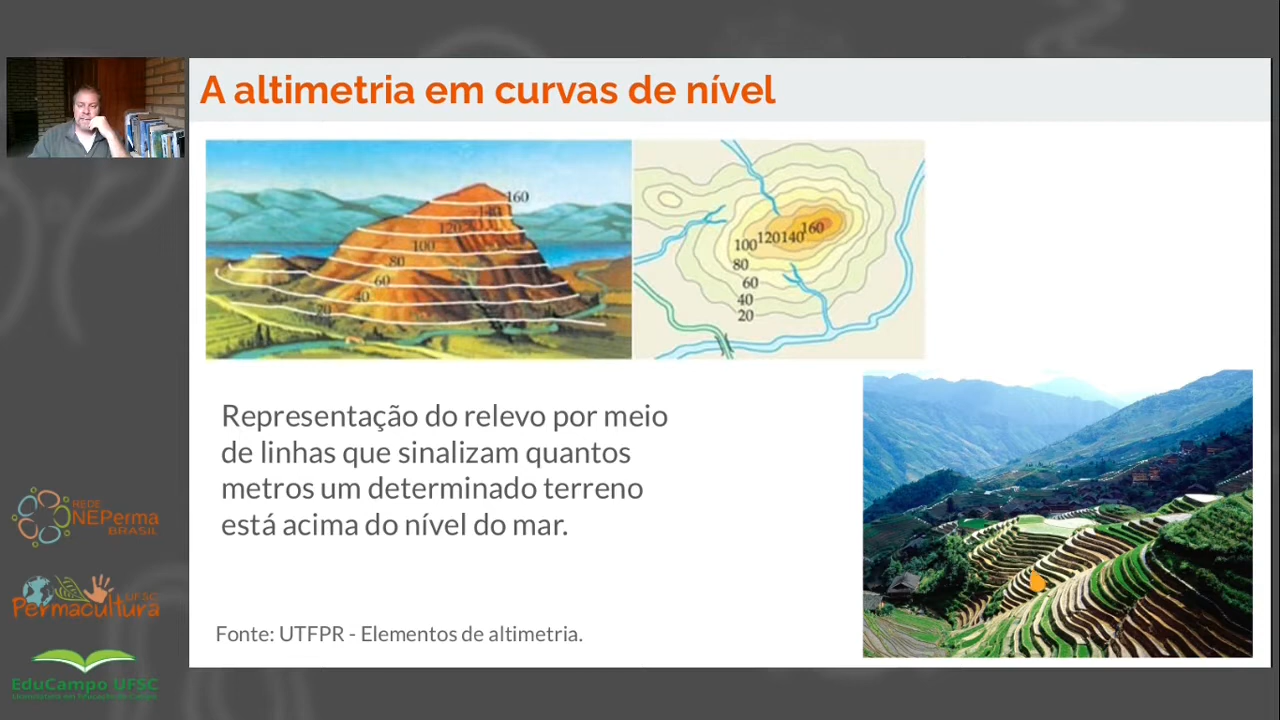 A altimetria em curvas de nível
160
140
120
100
80
60
40
20
100 120 140 160
80
60
40
20
Representação do relevo por meio
de linhas que sinalizam quantos
metros um determinado terreno
está acima do nível do mar.
Fonte: UTFPR - Elementos de altimetria.
REDE
NEPerma
BRASIL
UFSC
Permacultura
EduCampo UFSC